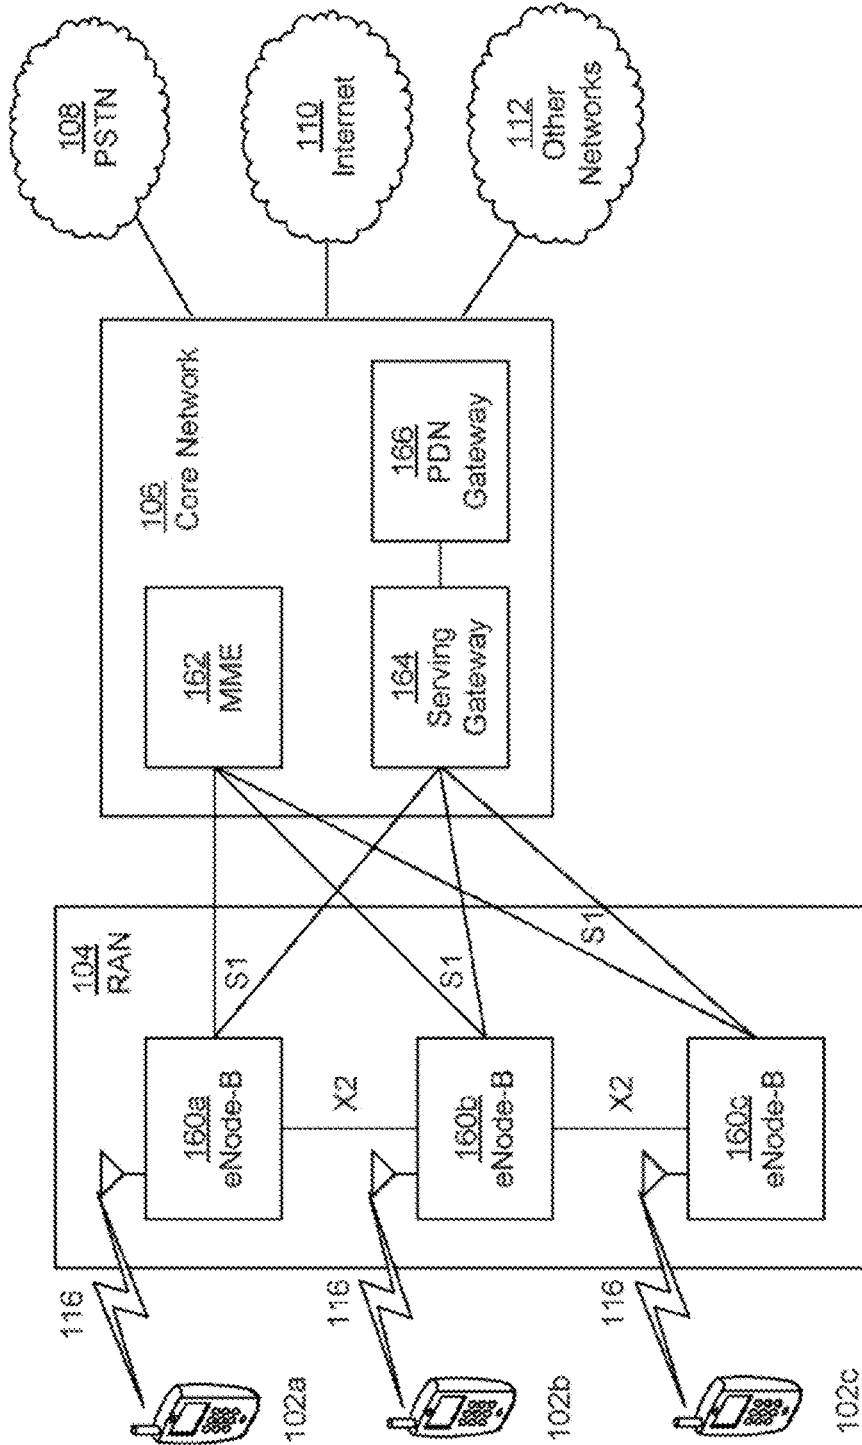 102a
116
104
RAN
160a
eNode-B
X2
S1
102b
116
160b
eNode-B
X2
S1
102c
116
160c
eNode-B
S1
106
Core Network
162
MME
164
Serving
Gateway
166
PDN
Gateway
108
PSTN
110
Internet
112
Other
Networks